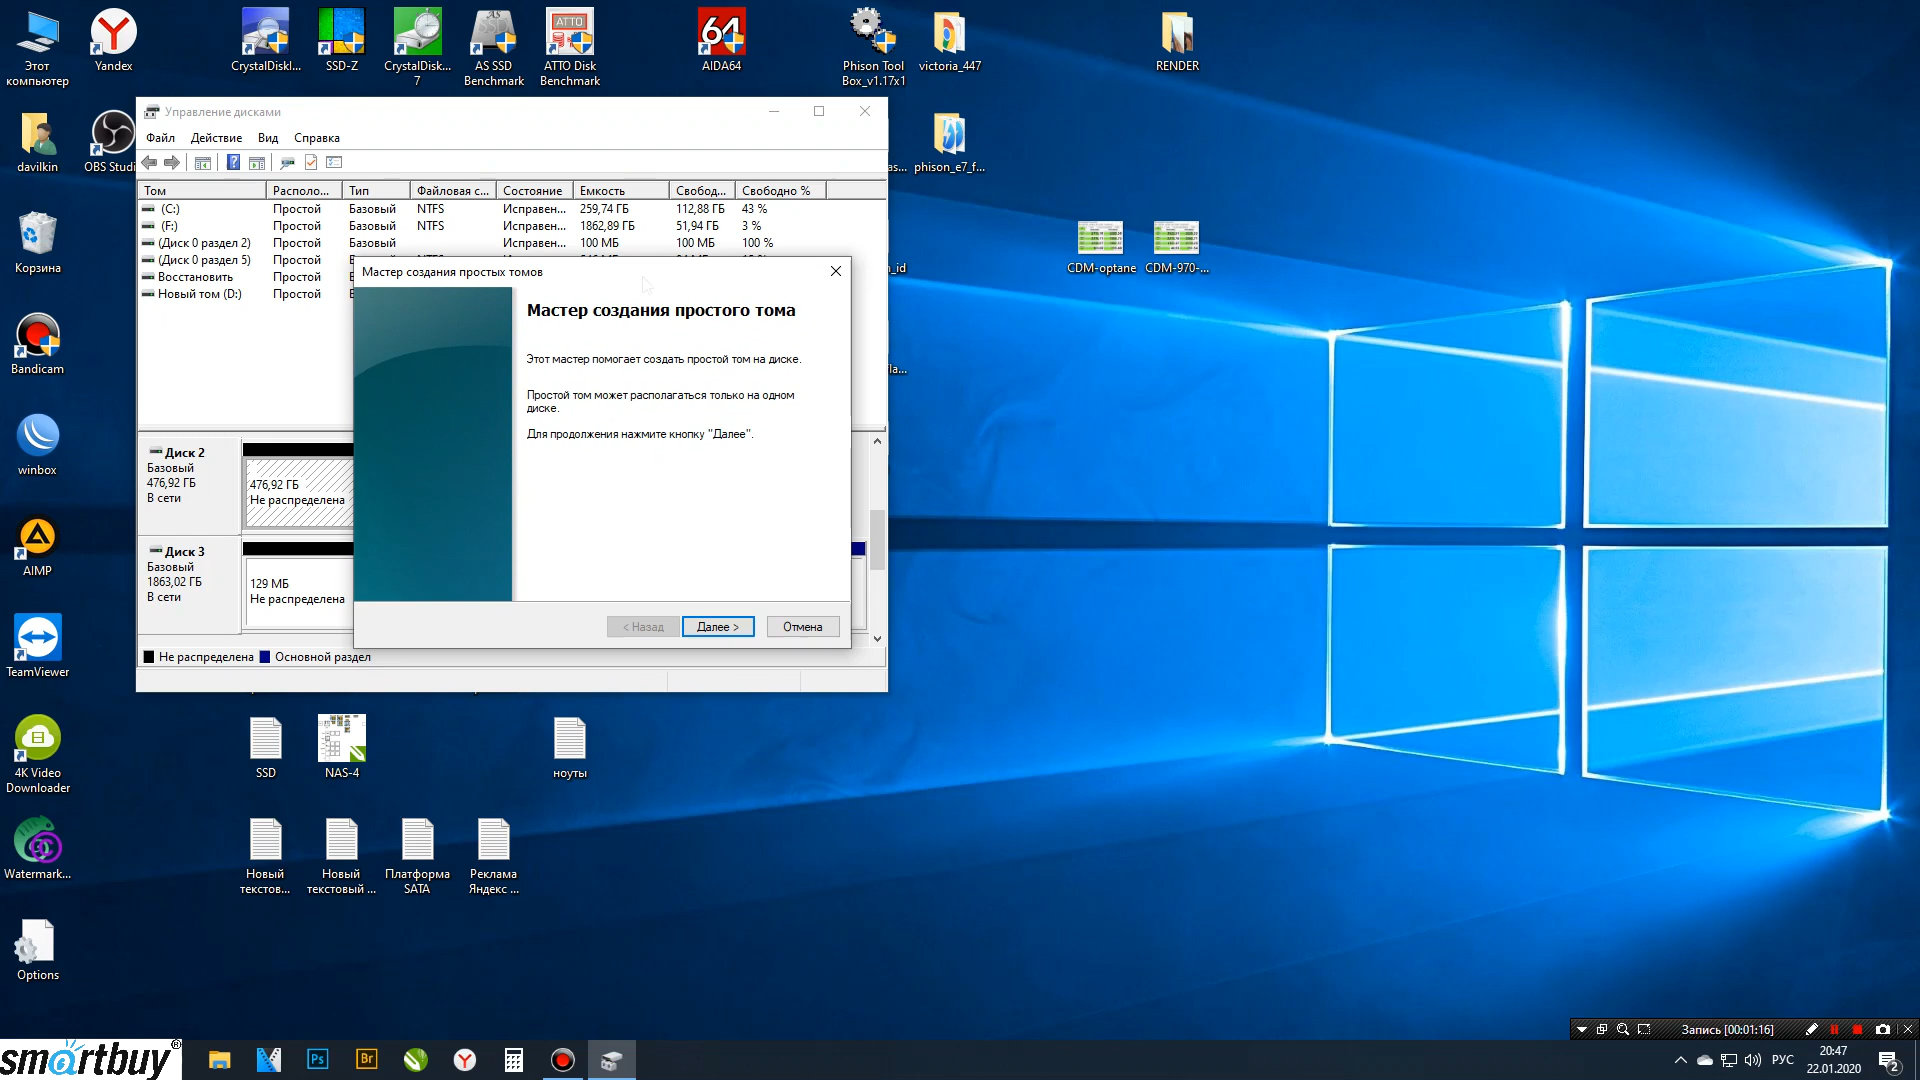 Этот
компьютер
Yandex
CrystalDiskI...
SSD-Z
CrystalDisk...
7
AS SSD
Benchmark
ATTO Disk
Benchmark
AIDA64
Phison Tool
Box_v1.17x1
victoria_447
RENDER
davilkin
OBS Studi
phison_e7_f...
Корзина
CDM-optane
CDM-970-...
Bandicam
winbox
AIMP
TeamViewer
4K Video
Downloader
Watermark...
Options
Управление дисками
Файл Действие Вид Справка
Том Располо... Тип Файловая с... Состояние Емкость Свобод... Свободно %
(C:) Простой Базовый NTFS Исправен... 259,74 ГБ 112,88 ГБ 43 %
(F:) Простой Базовый NTFS Исправен... 1862,89 ГБ 51,94 ГБ 3 %
(Диск 0 раздел 2) Простой Базовый Исправен... 100 МБ 100 МБ 100 %
(Диск 0 раздел 5) Простой
Восстановить Простой
Новый том (D:) Простой
Мастер создания простых томов
Мастер создания простого тома
Этот мастер помогает создать простой том на диске.
Простой том может располагаться только на одном
диске.
Для продолжения нажмите кнопку "Далее".
< Назад Далее > Отмена
Диск 2
Базовый
476,92 ГБ
В сети
476,92 ГБ
Не распределена
Диск 3
Базовый
1863,02 ГБ
В сети
129 МБ
Не распределена
Не распределена Основной раздел
SSD
NAS-4
ноуты
Новый
текстов...
Новый
текстовый ...
Платформа
SATA
Реклама
Яндекс ...
Запись [00:01:16]
smartbuy®
Ps
Br
РУС
20:47
22.01.2020
2